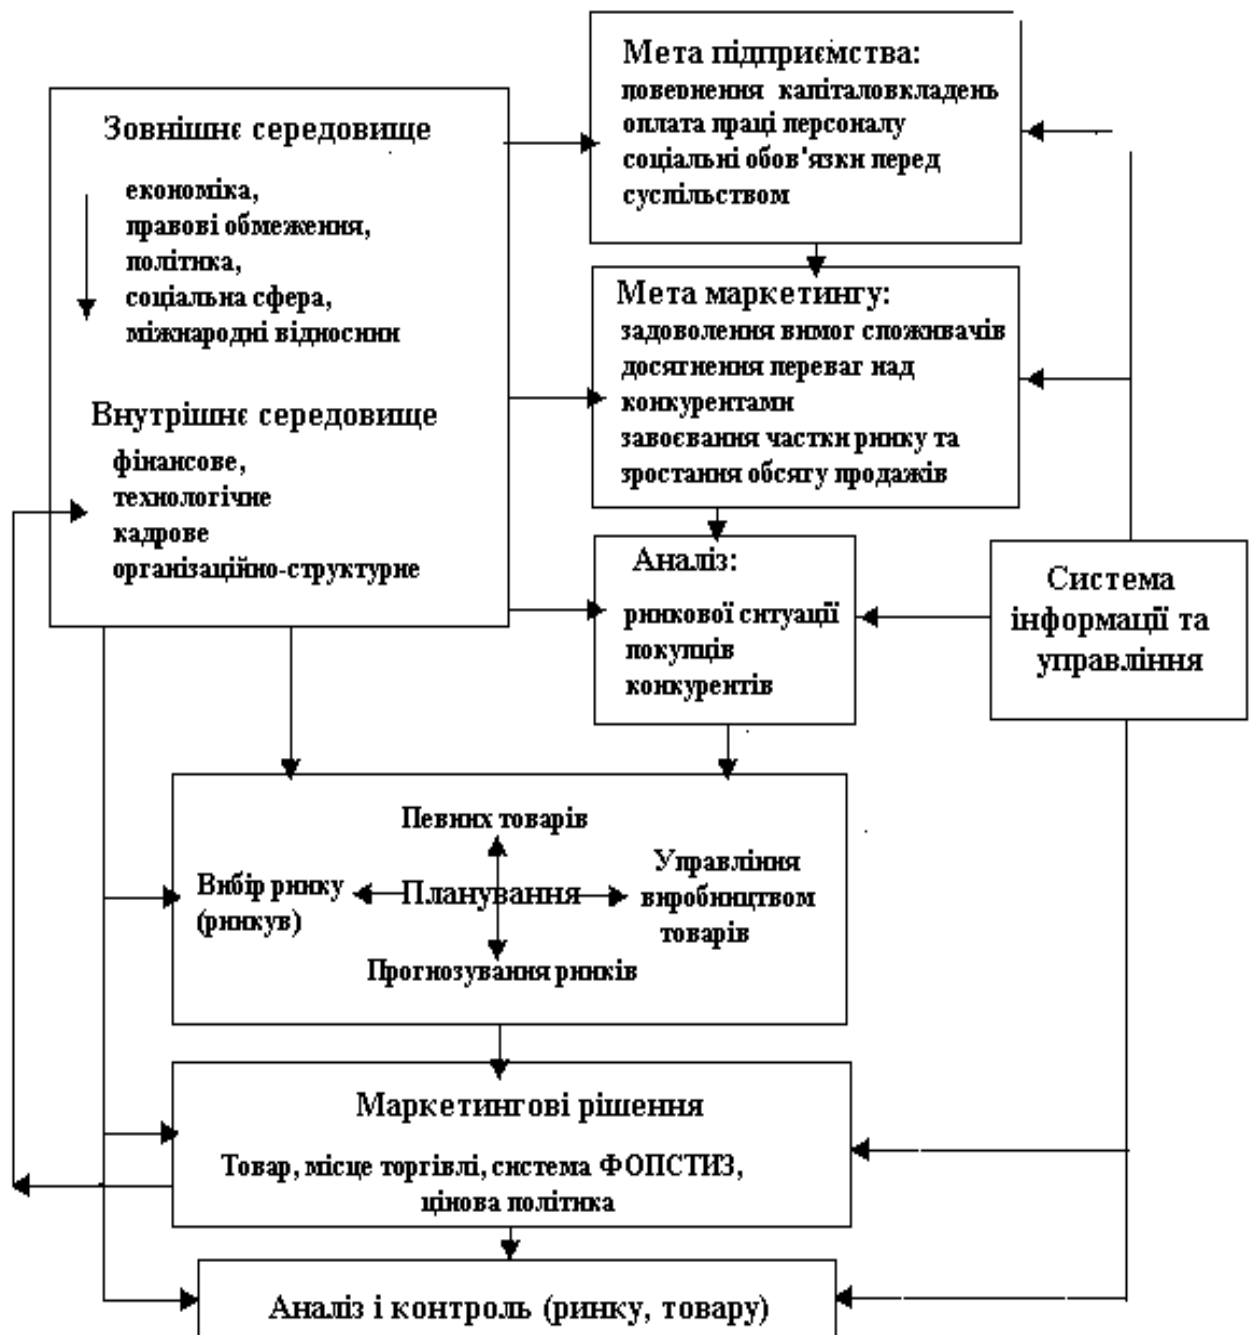 Мета підприємства:
повернення капіталовкладень
оплата праці персоналу
соціальні обов'язки перед
суспільством
Зовнішнє середовище
економіка,
правові обмеження,
політика,
соціальна сфера,
міжнародні відносини
Внутрішнє середовище
фінансове,
технологічне
кадрове
організаційно-структурне
Мета маркетингу:
задоволення вимог споживачів
досягнення переваг над
конкурентами
завоєвання частки ринку та
зростання обсягу продажів
Аналіз:
ринкової ситуації
покупців
конкурентів
Система
інформації та
управління
Певних товарів
Вибір ринку
(ринкув)
Планування
Управління
виробництвом
товарів
Прогнозування ринків
Маркетингові рішення
Товар, місце торгівлі, система ФОПСТИЗ,
цінова політика
Аналіз і контроль (ринку, товару)